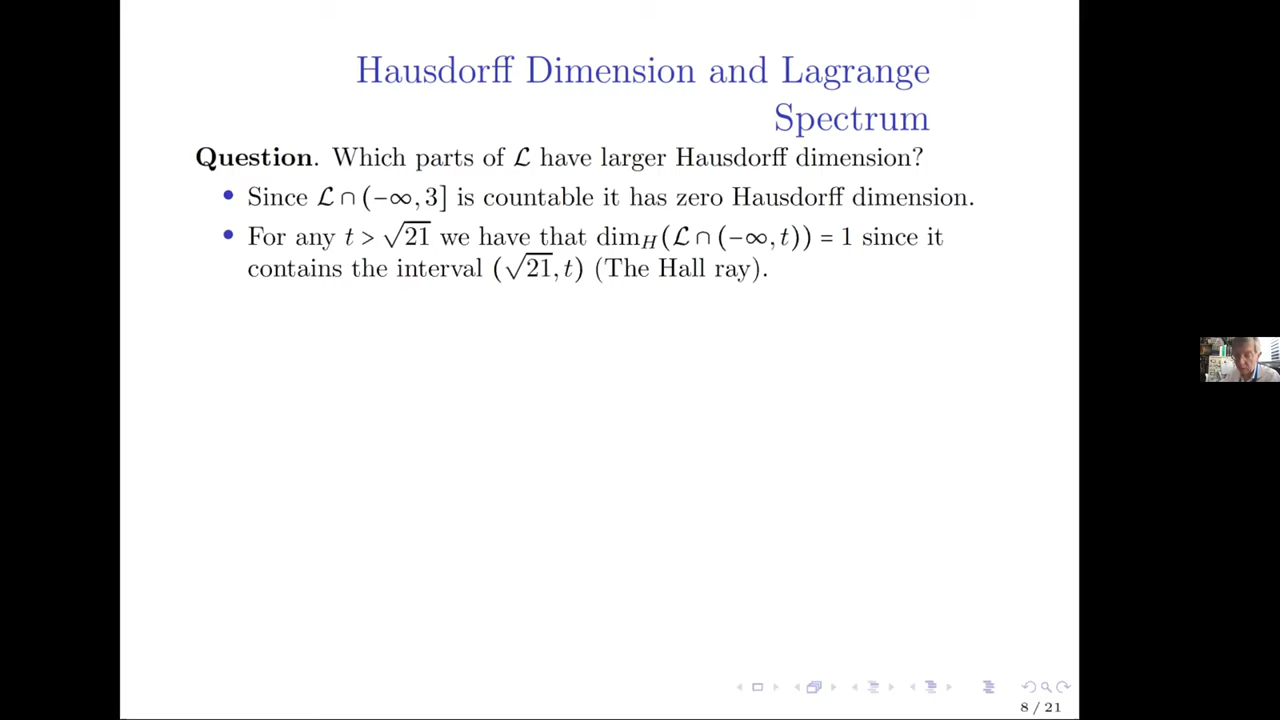 Hausdorff Dimension and Lagrange
Spectrum
Question. Which parts of ℒ have larger Hausdorff dimension?
• Since ℒ ∩ (−∞, 3] is countable it has zero Hausdorff dimension.
• For any t > √21 we have that dim_H(ℒ ∩ (−∞, t)) = 1 since it
contains the interval (√21, t) (The Hall ray).
8 / 21